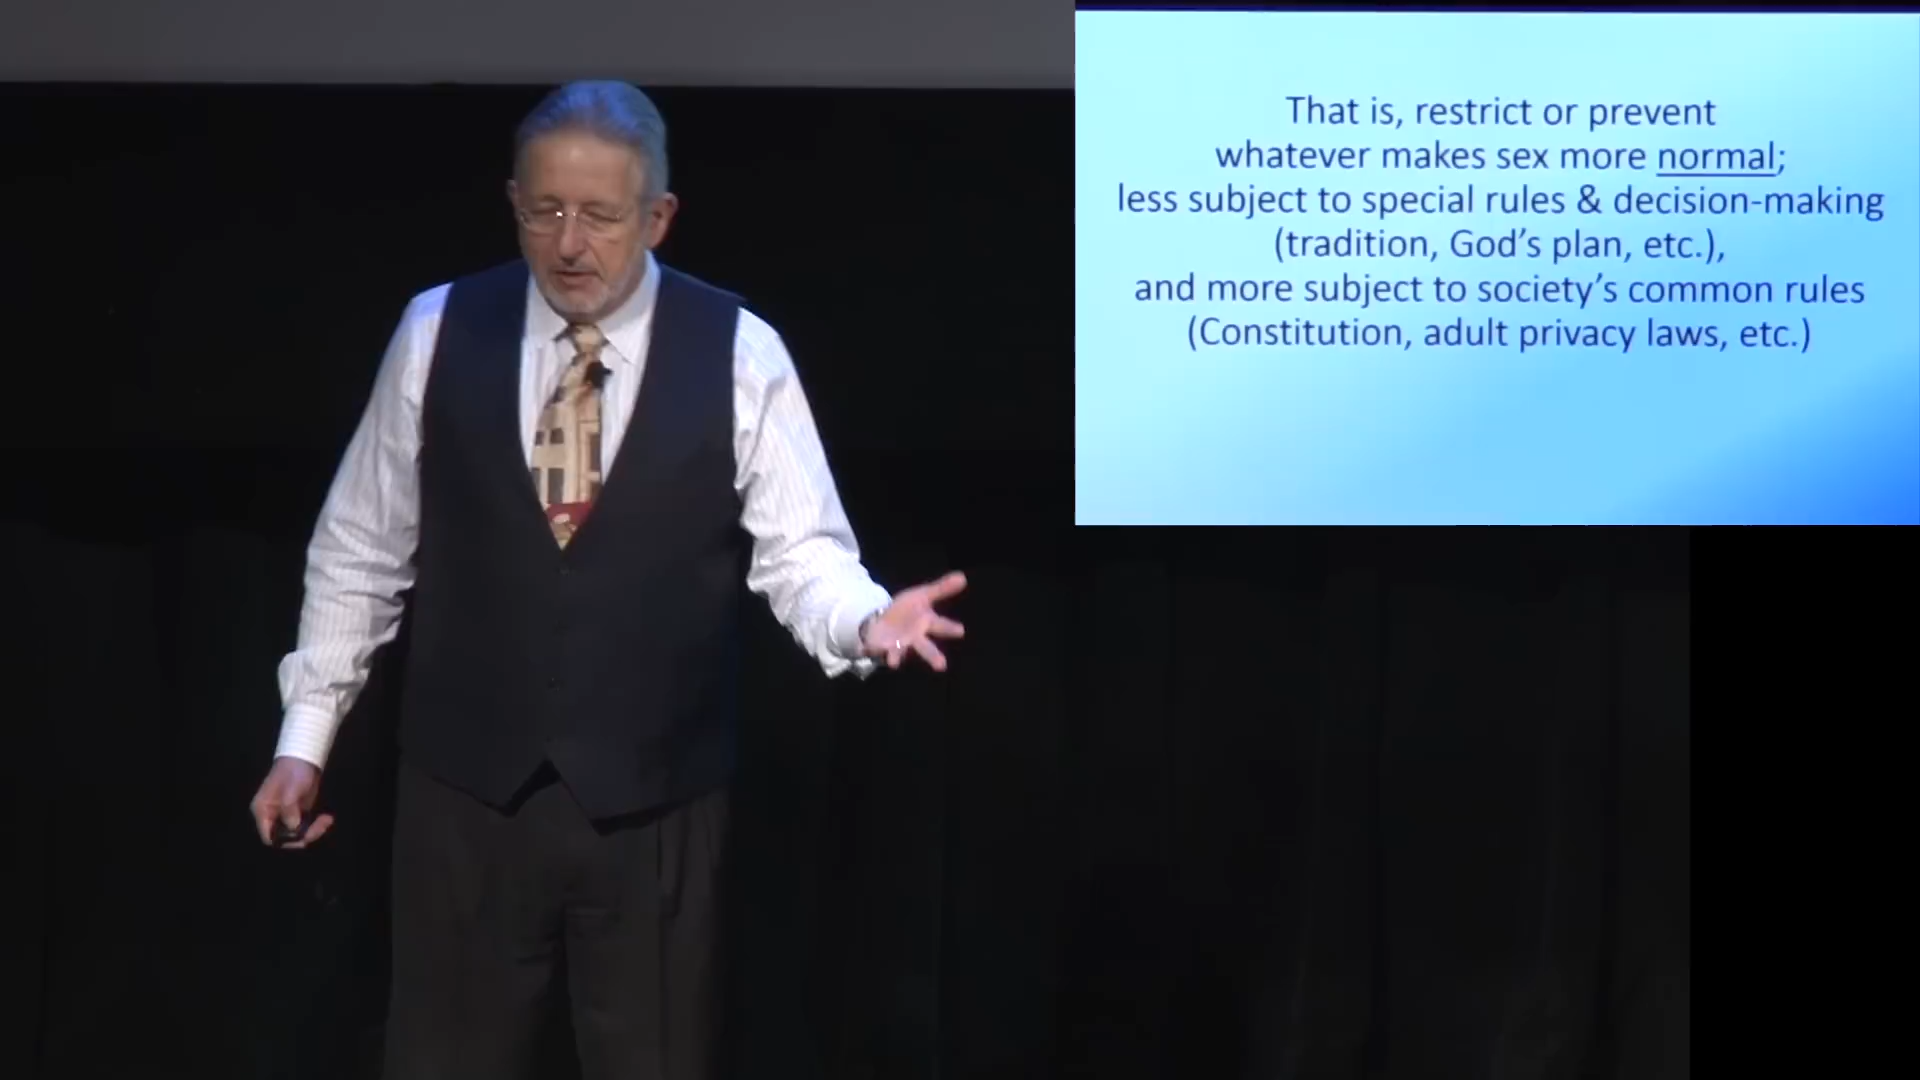 That is, restrict or prevent
whatever makes sex more normal;
less subject to special rules & decision-making
(tradition, God's plan, etc.),
and more subject to society's common rules
(Constitution, adult privacy laws, etc.)